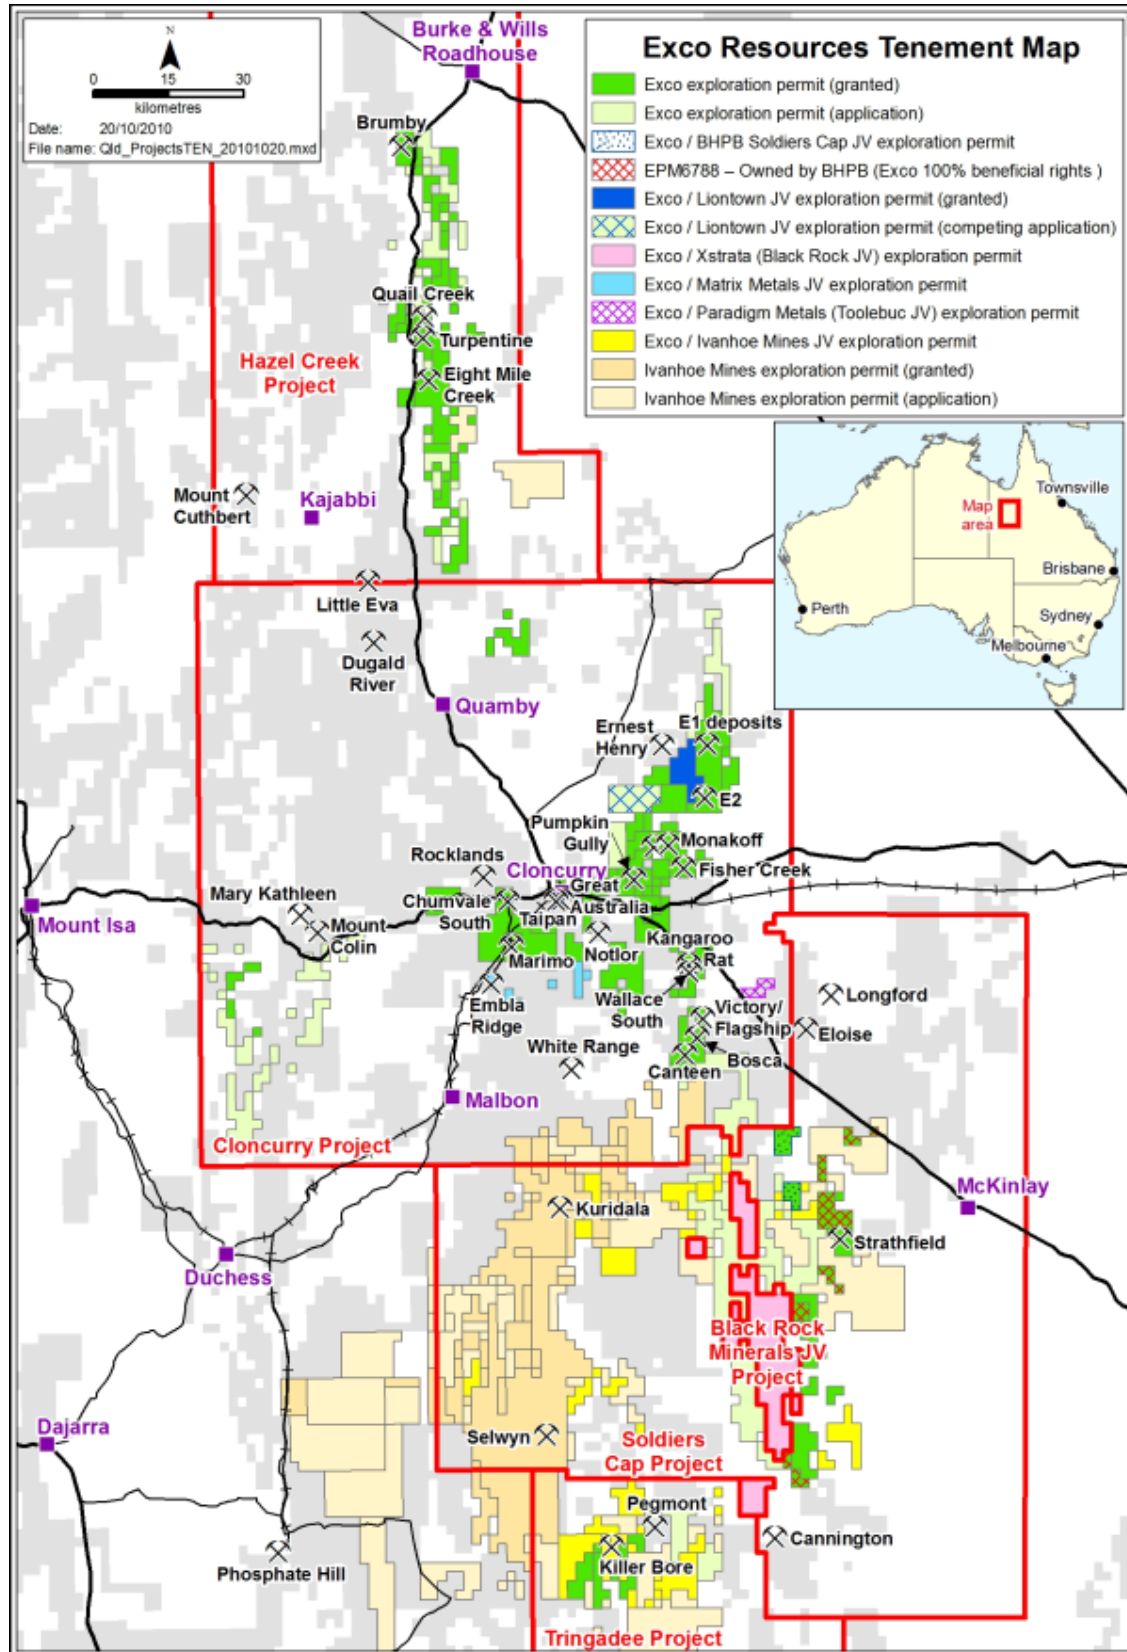 Burke & Wills
Roadhouse
N
0 15 30
kilometres
Date: 20/10/2010
File name: Qld_ProjectsTEN_20101020.mxd
Exco Resources Tenement Map
Exco exploration permit (granted)
Exco exploration permit (application)
Exco / BHPB Soldiers Cap JV exploration permit
EPM6788 – Owned by BHPB (Exco 100% beneficial rights )
Exco / Liontown JV exploration permit (granted)
Exco / Liontown JV exploration permit (competing application)
Exco / Xstrata (Black Rock JV) exploration permit
Exco / Matrix Metals JV exploration permit
Exco / Paradigm Metals (Toolebuc JV) exploration permit
Exco / Ivanhoe Mines JV exploration permit
Ivanhoe Mines exploration permit (granted)
Ivanhoe Mines exploration permit (application)
Brumby
Quail Creek
Turpentine
Hazel Creek
Project
Eight Mile
Creek
Mount
Cuthbert
Kajabbi
Map
area
Townsville
Brisbane
Perth
Sydney
Melbourne
Little Eva
Dugald
River
Quamby
Ernest
Henry
E1 deposits
E2
Pumpkin
Gully
Monakoff
Rocklands
Cloncurry
Fisher Creek
Mary Kathleen
Chumvale
South
Taipan
Great
Australia
Mount Isa
Mount
Colin
Marimo
Notlor
Kangaroo
Rat
Embla
Ridge
Wallace
South
Longford
Victory/
Flagship
Eloise
White Range
Bosca
Canteen
Malbon
Cloncurry Project
McKinlay
Kuridala
Strathfield
Duchess
Black Rock
Minerals JV
Project
Dajarra
Selwyn
Soldiers
Cap Project
Pegmont
Cannington
Killer Bore
Phosphate Hill
Tringadee Project